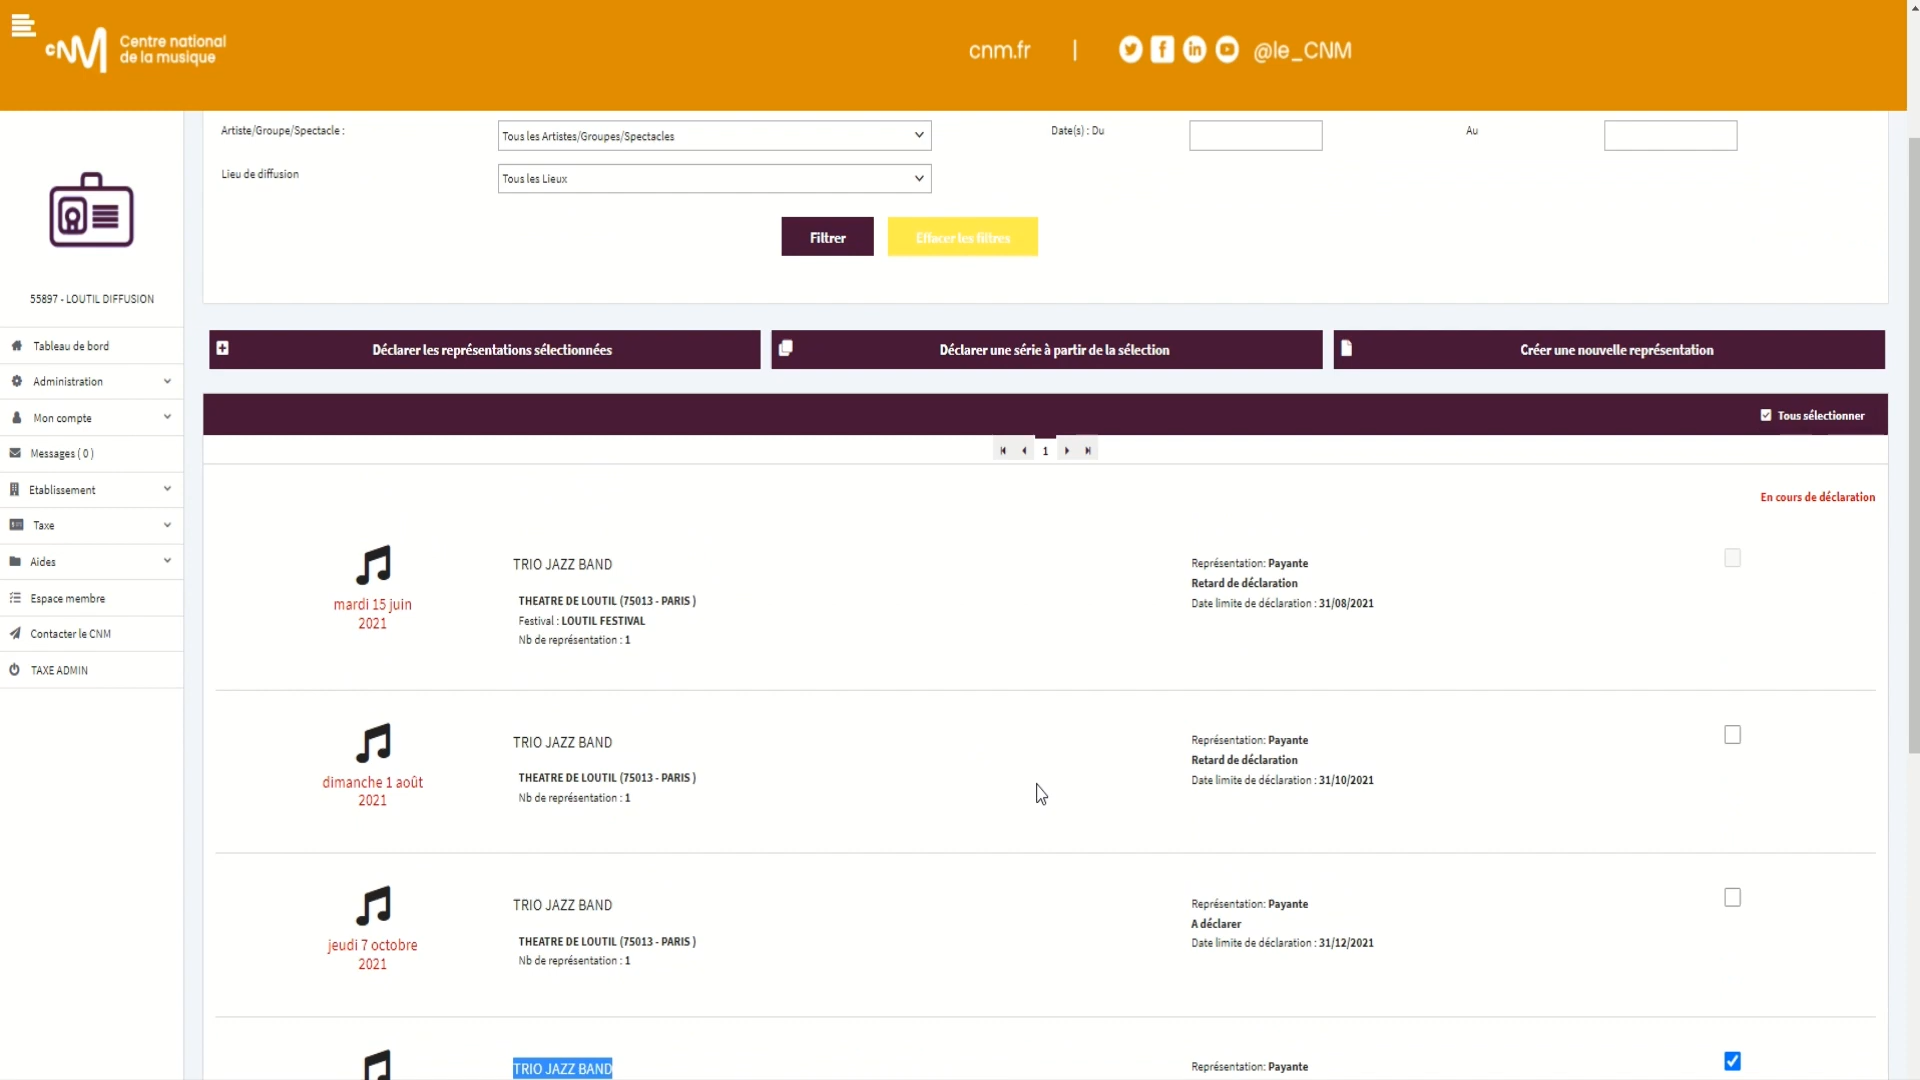 CNM Centre national
de la musique
cnm.fr | @le_CNM
Artiste/Groupe/Spectacle :
Tous les Artistes/Groupes/Spectacles
Date(s) : Du
Au
Lieu de diffusion
Tous les Lieux
Filtrer
Effacer les filtres
55897 - LOUTIL DIFFUSION
Tableau de bord
Administration
Mon compte
Messages ( 0 )
Etablissement
Taxe
Aides
Espace membre
Contacter le CNM
TAXE ADMIN
Déclarer les représentations sélectionnées
Déclarer une série à partir de la sélection
Créer une nouvelle représentation
Tous sélectionner
1
En cours de déclaration
mardi 15 juin
2021
TRIO JAZZ BAND
THEATRE DE LOUTIL (75013 - PARIS )
Festival : LOUTIL FESTIVAL
Nb de représentation : 1
Représentation: Payante
Retard de déclaration
Date limite de déclaration : 31/08/2021
dimanche 1 août
2021
TRIO JAZZ BAND
THEATRE DE LOUTIL (75013 - PARIS )
Nb de représentation : 1
Représentation: Payante
Retard de déclaration
Date limite de déclaration : 31/10/2021
jeudi 7 octobre
2021
TRIO JAZZ BAND
THEATRE DE LOUTIL (75013 - PARIS )
Nb de représentation : 1
Représentation: Payante
A déclarer
Date limite de déclaration : 31/12/2021
TRIO JAZZ BAND
Représentation: Payante